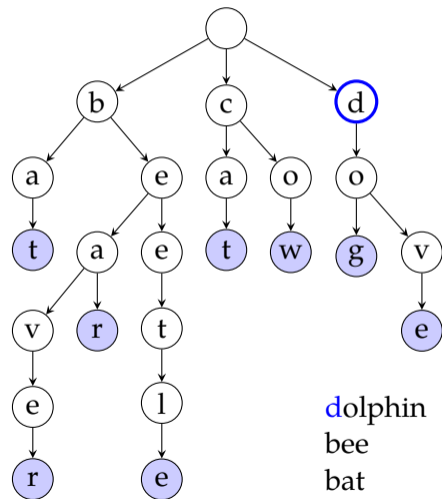 b c d
a e a o o
t a e t w g v
v r t e
e l
r e
dolphin
bee
bat